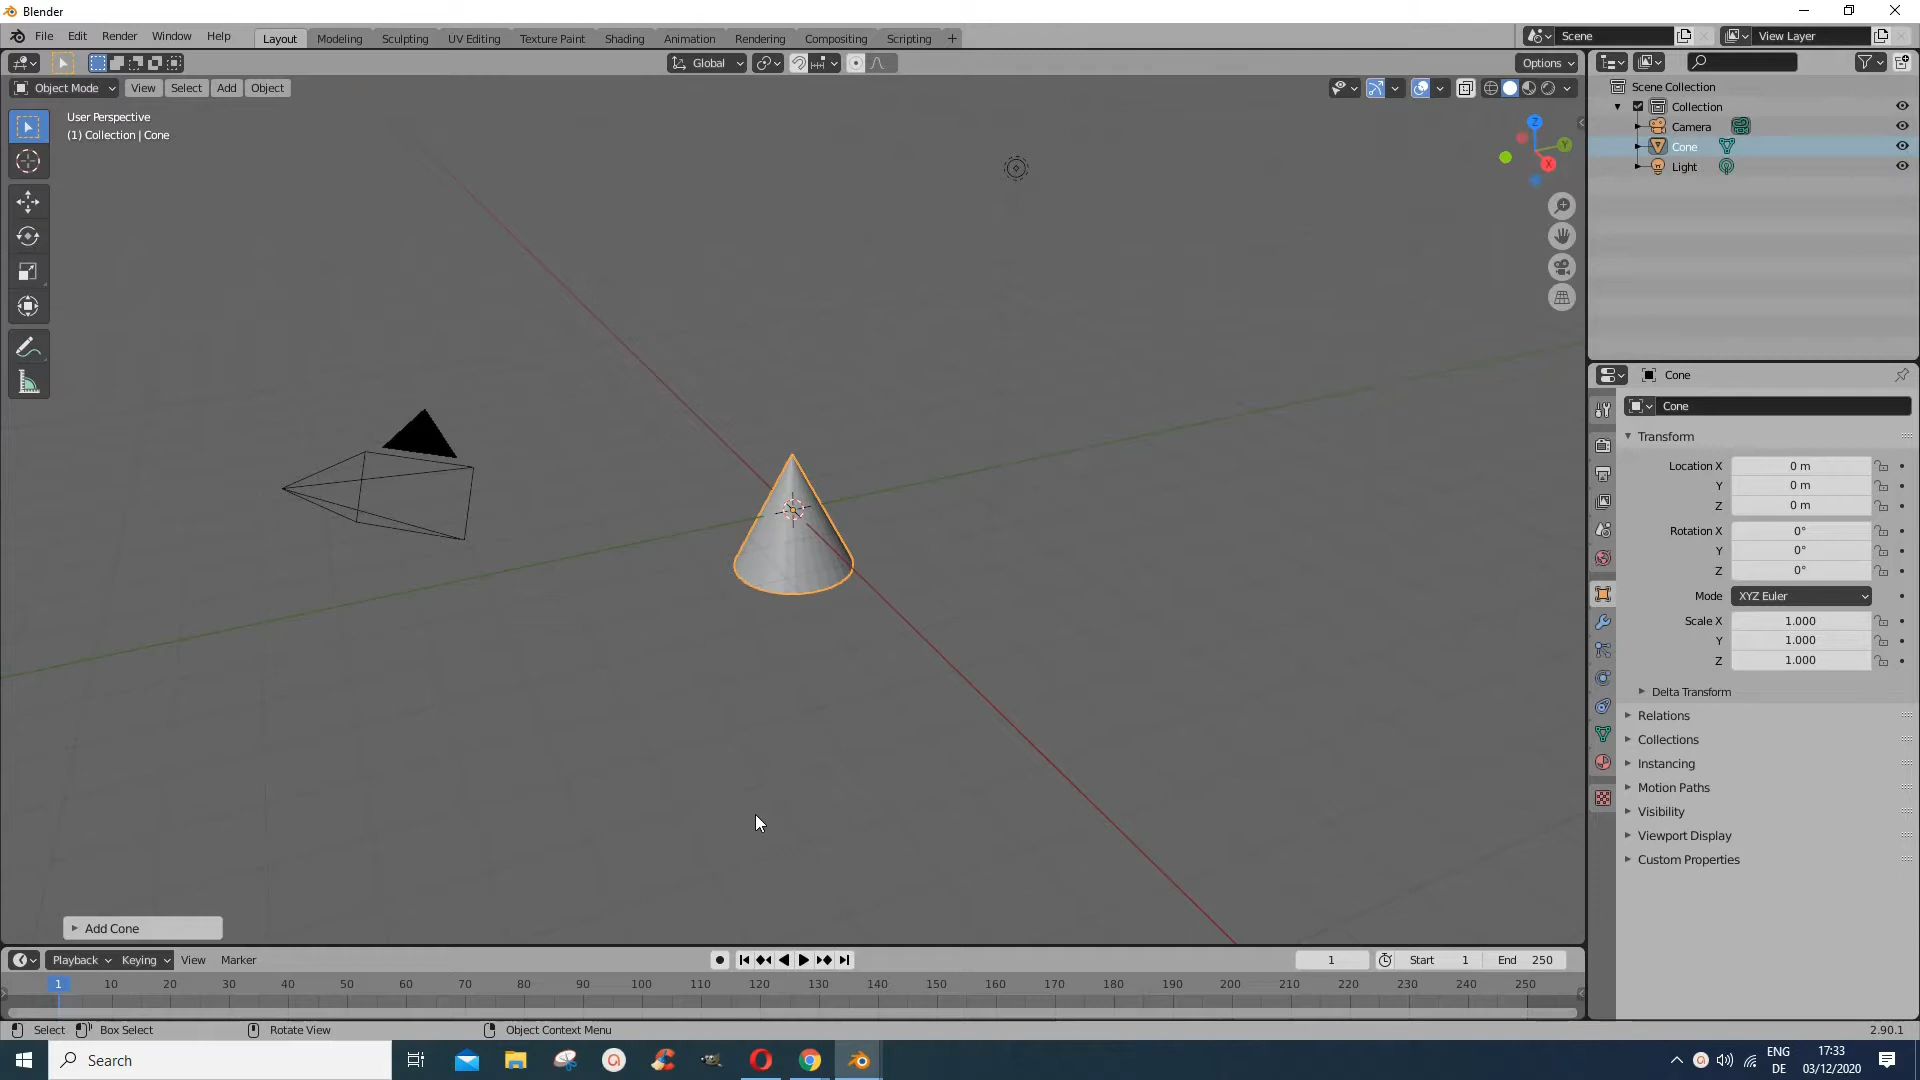 Blender
File Edit Render Window Help Layout Modeling Sculpting UV Editing Texture Paint Shading Animation Rendering Compositing Scripting + Scene View Layer
Global Options
Object Mode View Select Add Object
User Perspective
(1) Collection | Cone
Z
Y
X
Scene Collection
Collection
Camera
Cone
Light
Cone
Cone
Transform
Location X 0 m
Y 0 m
Z 0 m
Rotation X 0°
Y 0°
Z 0°
Mode XYZ Euler
Scale X 1.000
Y 1.000
Z 1.000
Delta Transform
Relations
Collections
Instancing
Motion Paths
Visibility
Viewport Display
Custom Properties
Add Cone
Playback Keying View Marker 1 Start 1 End 250
1 10 20 30 40 50 60 70 80 90 100 110 120 130 140 150 160 170 180 190 200 210 220 230 240 250
Select Box Select Rotate View Object Context Menu 2.90.1
Search
ENG
DE
17:33
03/12/2020